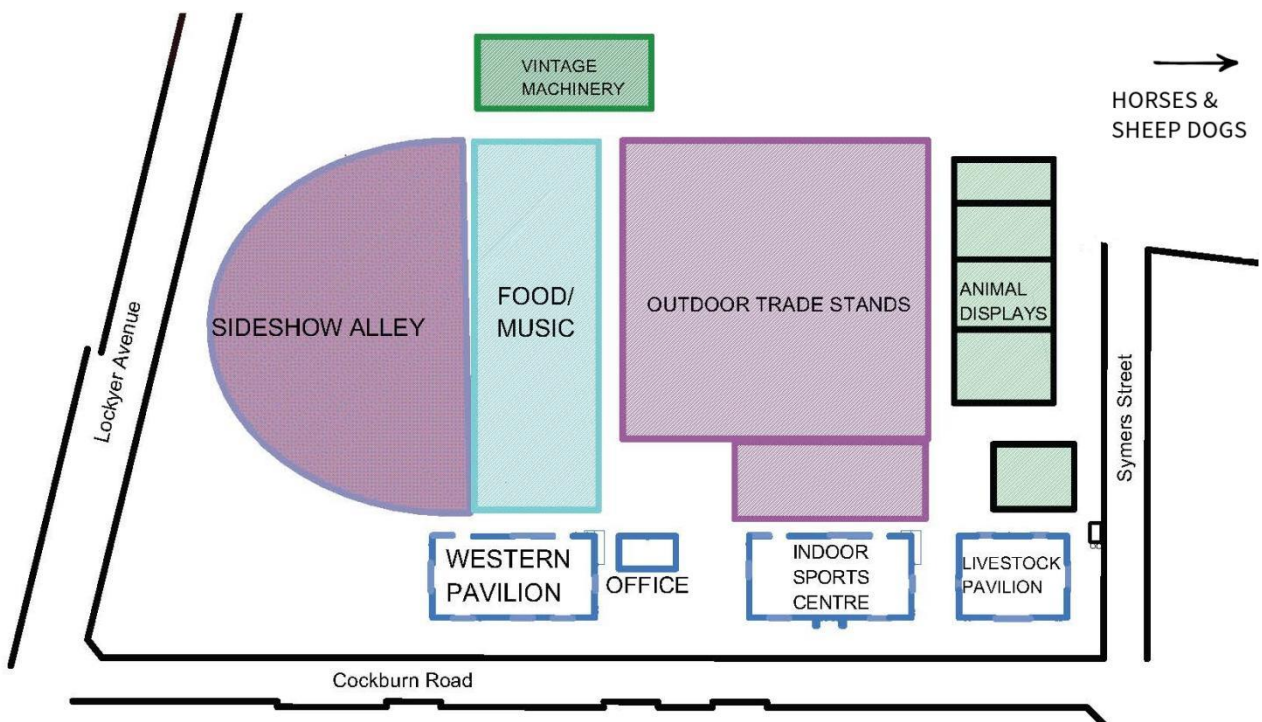 VINTAGE
MACHINERY
HORSES &
SHEEP DOGS
SIDESHOW ALLEY
FOOD/
MUSIC
OUTDOOR TRADE STANDS
ANIMAL
DISPLAYS
Lockyer Avenue
Symers Street
WESTERN
PAVILION
OFFICE
INDOOR
SPORTS
CENTRE
LIVESTOCK
PAVILION
Cockburn Road